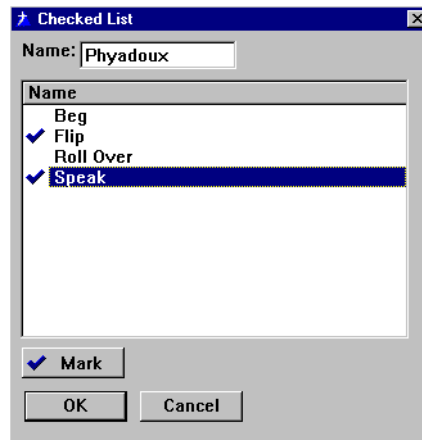 Checked List
Name: Phyadoux
Name
Beg
Flip
Roll Over
Speak
Mark
OK Cancel